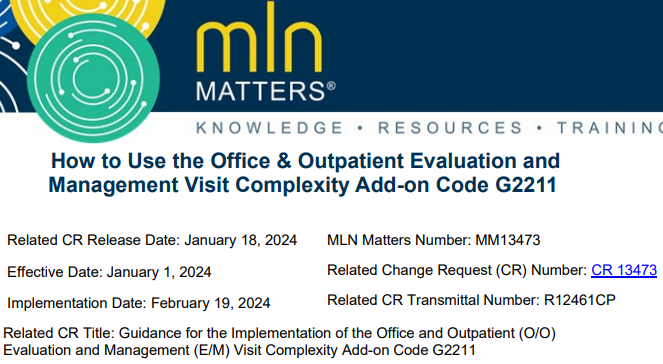 mln
MATTERS®
KNOWLEDGE • RESOURCES • TRAINING
How to Use the Office & Outpatient Evaluation and
Management Visit Complexity Add-on Code G2211
Related CR Release Date: January 18, 2024 MLN Matters Number: MM13473
Effective Date: January 1, 2024 Related Change Request (CR) Number: CR 13473
Implementation Date: February 19, 2024 Related CR Transmittal Number: R12461CP
Related CR Title: Guidance for the Implementation of the Office and Outpatient (O/O)
Evaluation and Management (E/M) Visit Complexity Add-on Code G2211